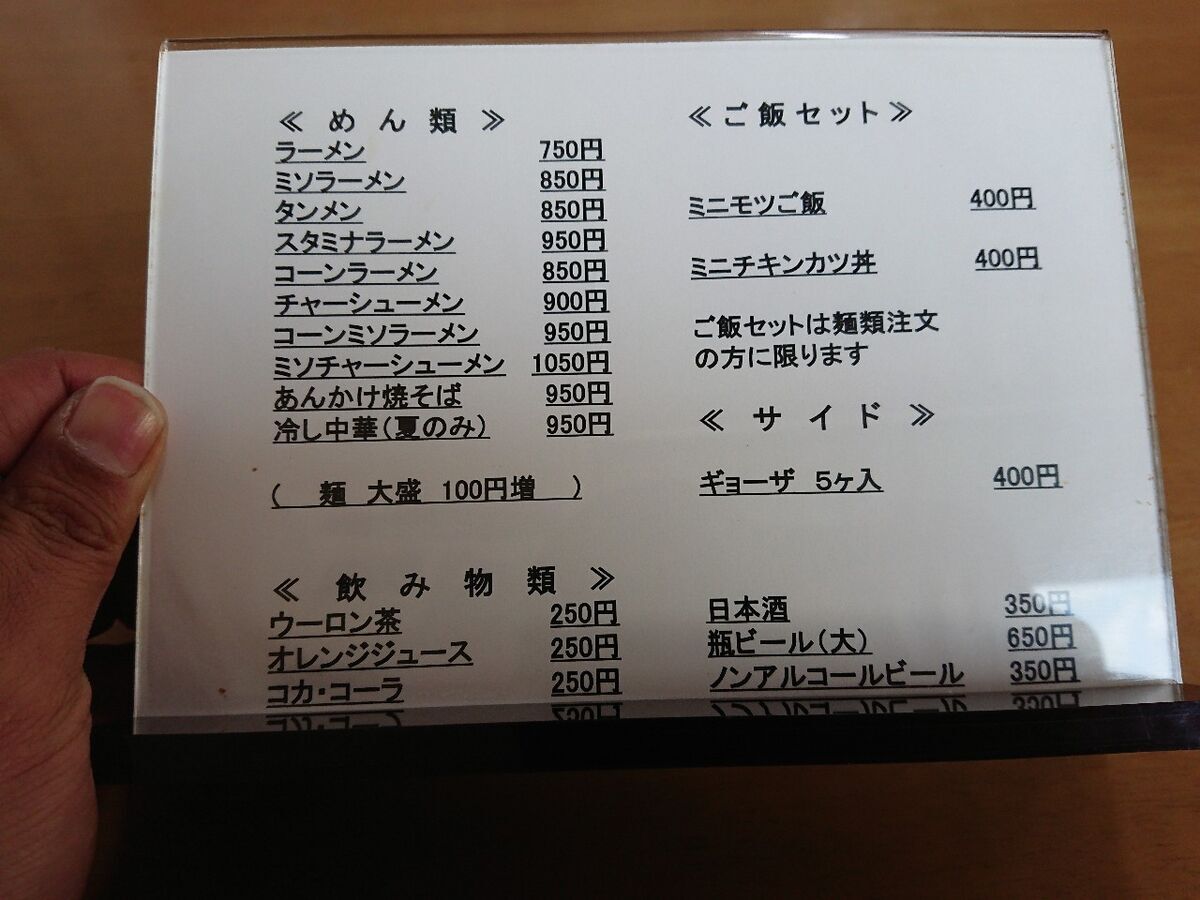 ≪ めん類 ≫
ラーメン 750円
ミソラーメン 850円
タンメン 850円
スタミナラーメン 950円
コーンラーメン 850円
チャーシューメン 900円
コーンミソラーメン 950円
ミソチャーシューメン 1050円
あんかけ焼そば 950円
冷し中華(夏のみ) 950円
( 麺 大盛 100円増 )
≪ご飯セット≫
ミニモツご飯 400円
ミニチキンカツ丼 400円
ご飯セットは麺類注文
の方に限ります
≪ サイド ≫
ギョーザ 5ヶ入 400円
≪ 飲み物類 ≫
ウーロン茶 250円
オレンジジュース 250円
コカ・コーラ 250円
日本酒 350円
瓶ビール(大) 650円
ノンアルコールビール 350円